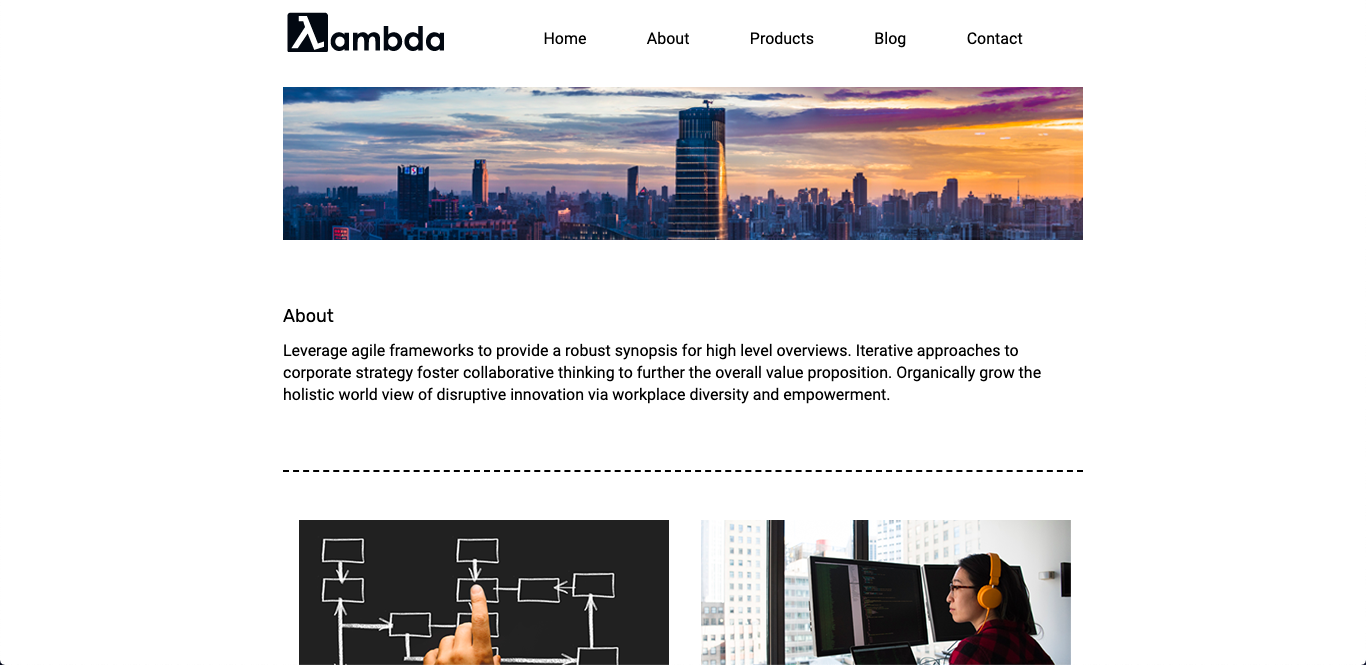 λambda
Home About Products Blog Contact
About
Leverage agile frameworks to provide a robust synopsis for high level overviews. Iterative approaches to
corporate strategy foster collaborative thinking to further the overall value proposition. Organically grow the
holistic world view of disruptive innovation via workplace diversity and empowerment.